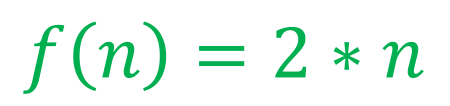 f(n) = 2 * n